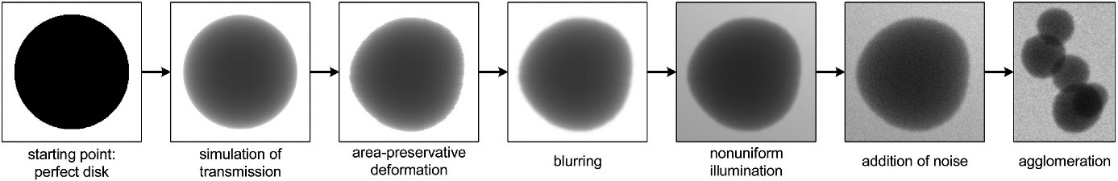 starting point:
perfect disk
simulation of
transmission
area-preservative
deformation
blurring
nonuniform
illumination
addition of noise
agglomeration